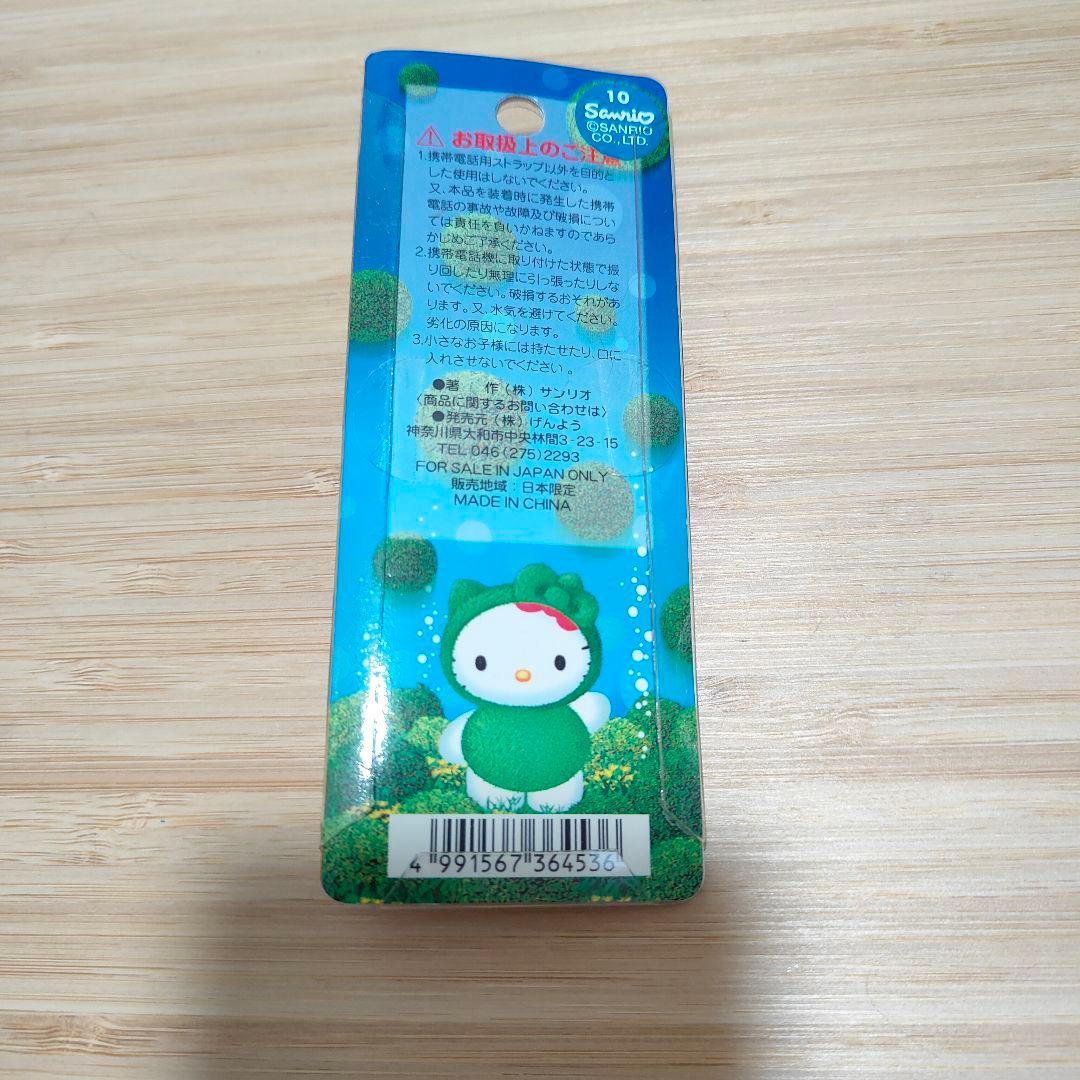 10
Sanrio
©SANRIO
CO.,LTD.
お取扱上のご注意
1.携帯電話用ストラップ以外を目的と
した使用はしないでください。
又、本品を装着時に発生した携帯
電話の事故や故障及び破損につい
ては責任を負いかねますのであら
かじめご了承ください。
2.携帯電話機に取り付けた状態で振
り回したり無理に引っ張ったりしな
いでください。破損するおそれがあ
ります。又、水気を避けてください。
劣化の原因になります。
3.小さなお子様には持たせたり、口に
入れさせないでください。
●著 作（株）サンリオ
〈商品に関するお問い合わせは〉
●発売元（株）げんよう
神奈川県大和市中央林間3-23-15
TEL 046(275)2293
FOR SALE IN JAPAN ONLY
販売地域：日本限定
MADE IN CHINA
4 991567 364536